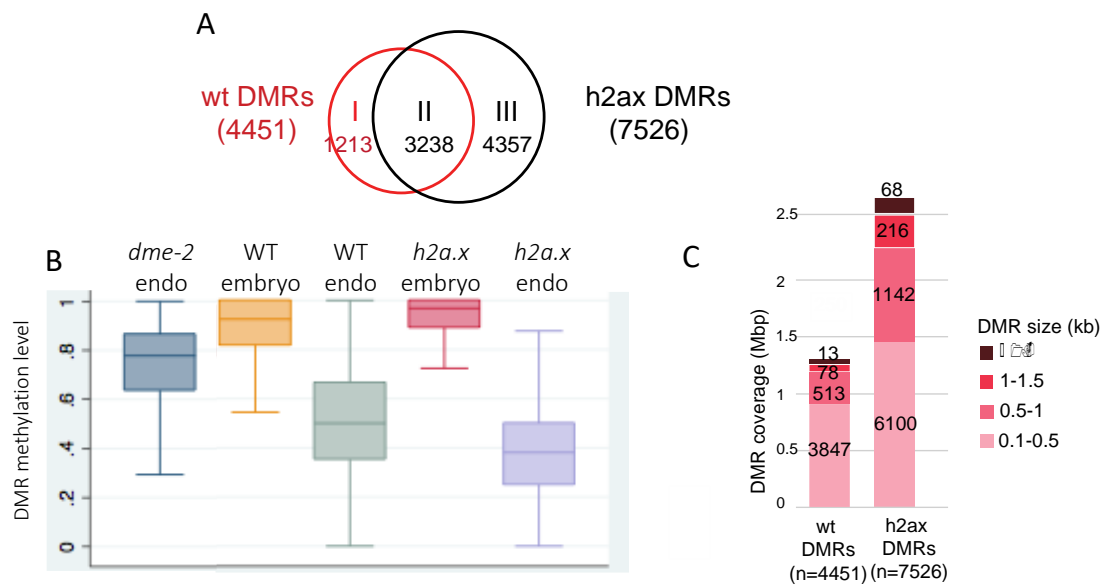 A
wt DMRs
(4451)
I
II
III
1213
3238
4357
h2ax DMRs
(7526)
B
dme-2
endo
WT
embryo
WT
endo
h2a.x
embryo
h2a.x
endo
DMR methylation level
1
.8
.6
.4
.2
0
C
DMR coverage (Mbp)
2.5
2
1.5
1
0.5
0
13
78
513
3847
68
216
1142
6100
wt
DMRs
(n=4451)
h2ax
DMRs
(n=7526)
DMR size (kb)
1-1.5
0.5-1
0.1-0.5